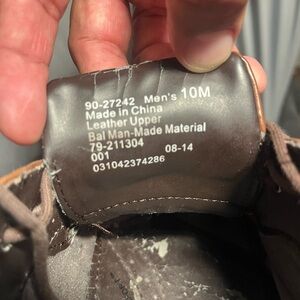 90-27242 Men's 10M
Made in China
Leather Upper
Bal Man-Made Material
79-211304
001 08-14
031042374286